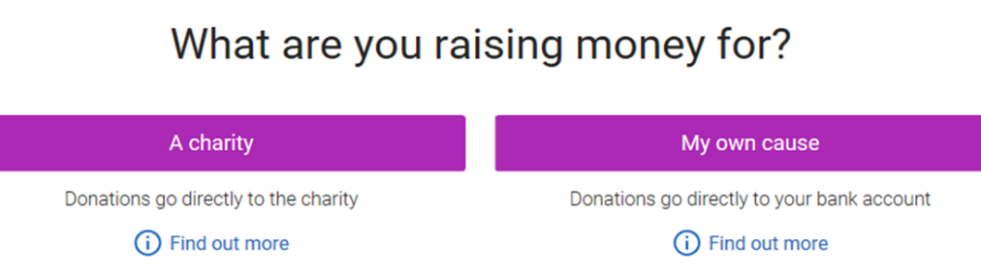 What are you raising money for?
A charity
My own cause
Donations go directly to the charity
Donations go directly to your bank account
Find out more
Find out more